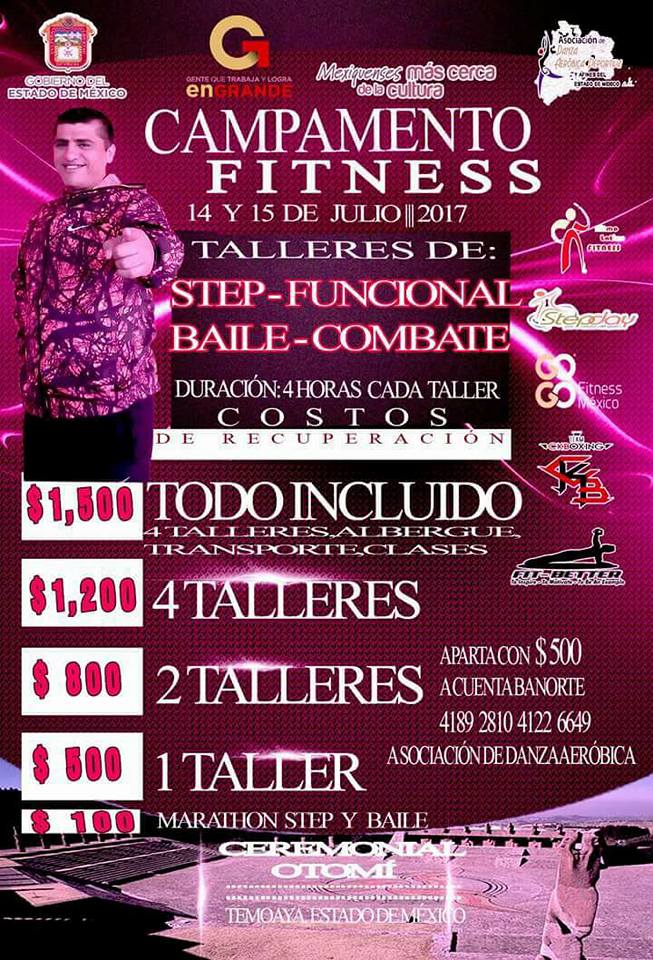 GOBIERNO DEL
ESTADO DE MÉXICO
GENTE QUE TRABAJA Y LOGRA
enGRANDE
Mexiquenses más cerca
de la cultura
Asociación de
Danza
Aeróbica Deportiva
Y AFINES DEL
ESTADO DE MÉXICO A.C.
CAMPAMENTO
FITNESS
14 Y 15 DE JULIO|||2017
TALLERES DE:
STEP-FUNCIONAL
BAILE-COMBATE
DURACIÓN:4 HORAS CADA TALLER
COSTOS
DE RECUPERACIÓN
FITNESS
Stepday
GO
GO Fitness
México
TEAM
CKBOXING
FIT-BETTER
$1,500 TODO INCLUIDO
4 TALLERES,ALBERGUE,
TRANSPORTE,CLASES
$1,200 4 TALLERES
$ 800 2 TALLERES
$ 500 1 TALLER
$ 100 MARATHON STEP Y BAILE
APARTA CON $500
A CUENTA BANORTE
4189 2810 4122 6649
ASOCIACIÓN DE DANZA AERÓBICA
CEREMONIAL
OTOMÍ
TEMOAYA ESTADO DE MÉXICO